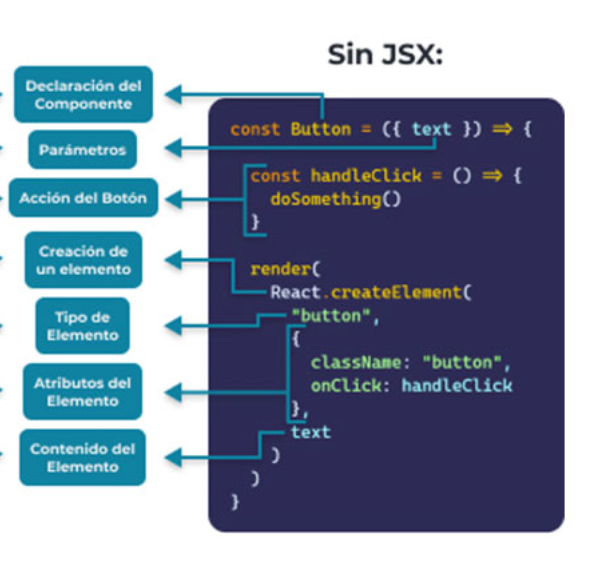 Sin JSX:
Declaración del
Componente
Parámetros
Acción del Botón
Creación de
un elemento
Tipo de
Elemento
Atributos del
Elemento
Contenido del
Elemento
const Button = ({ text }) => {
const handleClick = () => {
doSomething()
}
render(
React.createElement(
"button",
{
className: "button",
onClick: handleClick
},
text
)
)
}